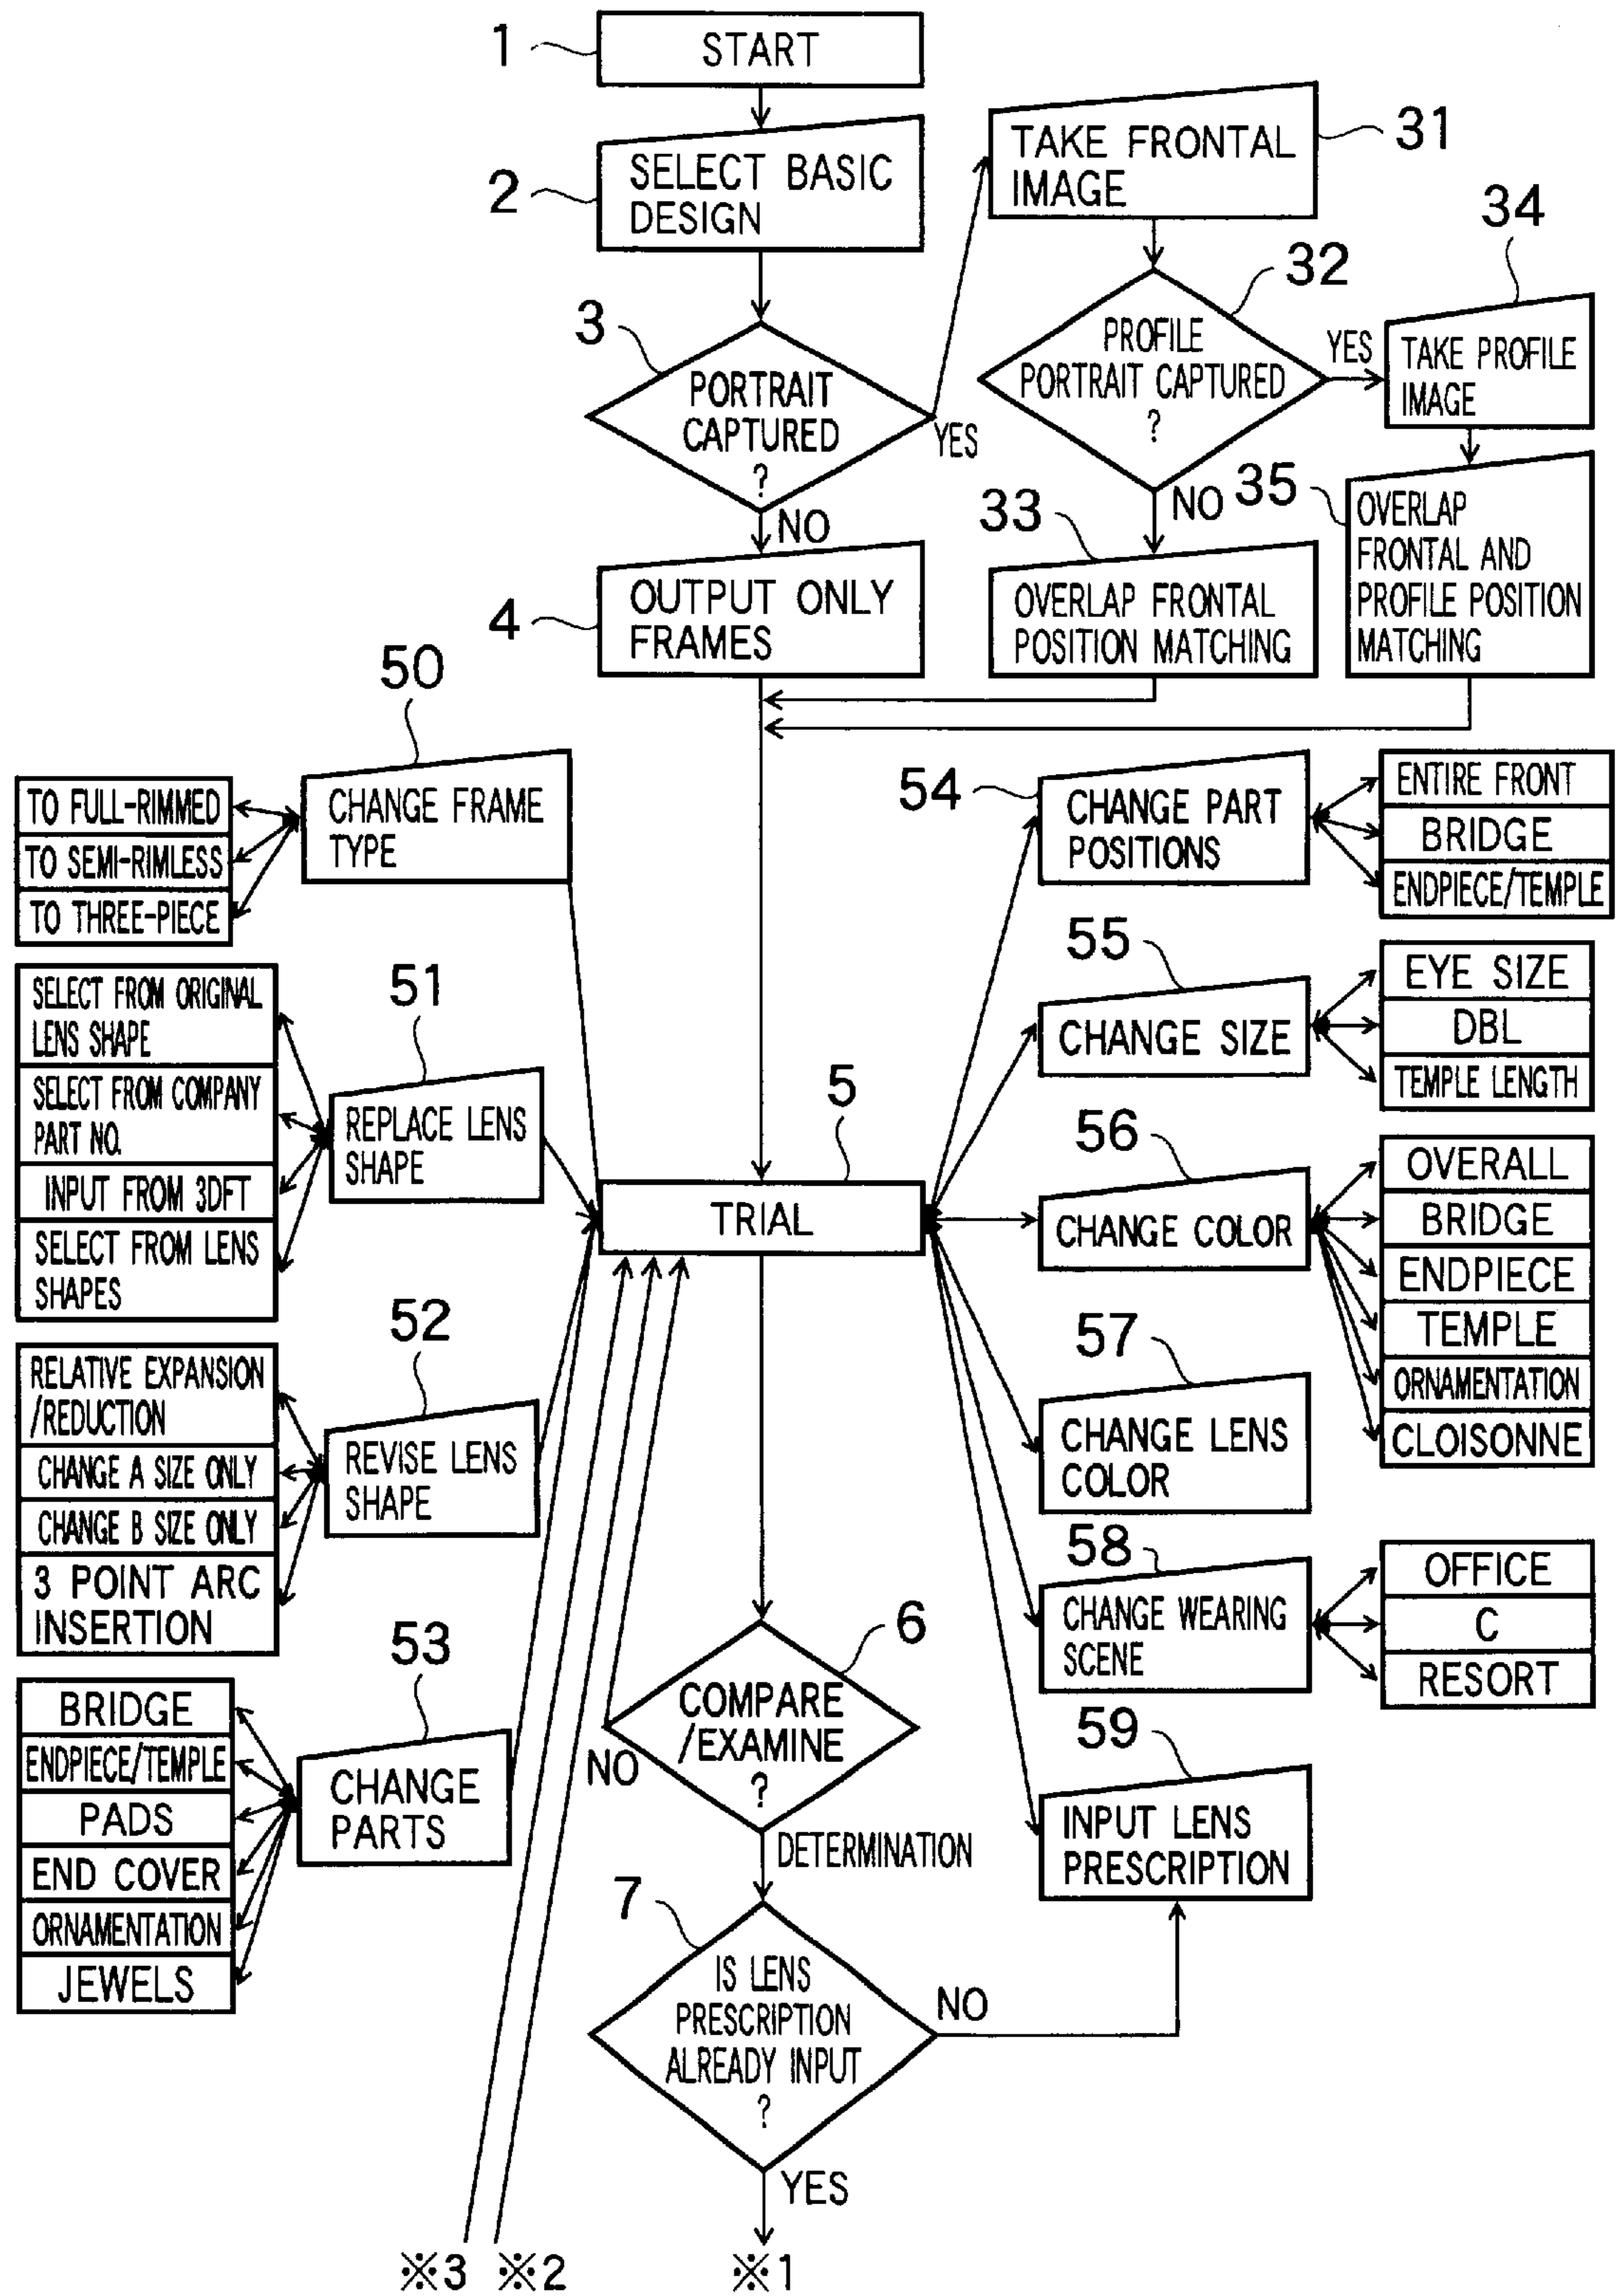 1
START
2
SELECT BASIC
DESIGN
3
PORTRAIT
CAPTURED
?
YES
NO
4
OUTPUT ONLY
FRAMES
31
TAKE FRONTAL
IMAGE
32
PROFILE
PORTRAIT CAPTURED
?
YES
NO
34
TAKE PROFILE
IMAGE
33
OVERLAP FRONTAL
POSITION MATCHING
35
OVERLAP
FRONTAL AND
PROFILE POSITION
MATCHING
50
CHANGE FRAME
TYPE
TO FULL-RIMMED
TO SEMI-RIMLESS
TO THREE-PIECE
51
REPLACE LENS
SHAPE
SELECT FROM ORIGINAL
LENS SHAPE
SELECT FROM COMPANY
PART NO.
INPUT FROM 3DFT
SELECT FROM LENS
SHAPES
52
REVISE LENS
SHAPE
RELATIVE EXPANSION
/REDUCTION
CHANGE A SIZE ONLY
CHANGE B SIZE ONLY
3 POINT ARC
INSERTION
53
CHANGE
PARTS
BRIDGE
ENDPIECE/TEMPLE
PADS
END COVER
ORNAMENTATION
JEWELS
5
TRIAL
54
CHANGE PART
POSITIONS
ENTIRE FRONT
BRIDGE
ENDPIECE/TEMPLE
55
CHANGE SIZE
EYE SIZE
DBL
TEMPLE LENGTH
56
CHANGE COLOR
OVERALL
BRIDGE
ENDPIECE
TEMPLE
ORNAMENTATION
CLOISONNE
57
CHANGE LENS
COLOR
58
CHANGE WEARING
SCENE
OFFICE
C
RESORT
59
INPUT LENS
PRESCRIPTION
6
COMPARE
/EXAMINE
?
NO
DETERMINATION
7
IS LENS
PRESCRIPTION
ALREADY INPUT
?
NO
YES
※3 ※2 ※1